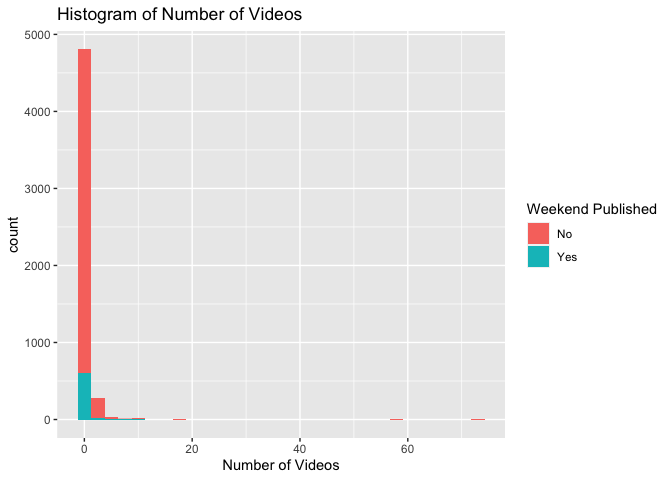 Histogram of Number of Videos
5000
4000
3000
2000
1000
0
count
0 20 40 60
Number of Videos
Weekend Published
No
Yes